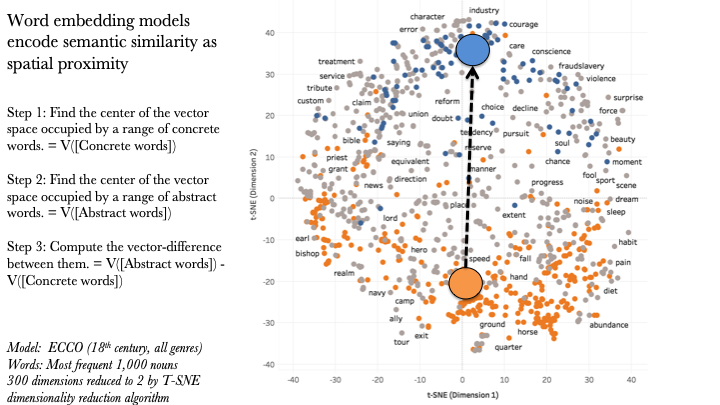 Word embedding models
encode semantic similarity as
spatial proximity
Step 1: Find the center of the vector
space occupied by a range of concrete
words. = V([Concrete words])
Step 2: Find the center of the vector
space occupied by a range of abstract
words. = V([Abstract words])
Step 3: Compute the vector-difference
between them. = V([Abstract words]) -
V([Concrete words])
Model: ECCO (18th century, all genres)
Words: Most frequent 1,000 nouns
300 dimensions reduced to 2 by T-SNE
dimensionality reduction algorithm
industry
character
courage
error
40
care
conscience
treatment
fraudslavery
30
service
violence
tribute
surprise
custom
claim
reform
choice
decline
force
20
union
doubt
tendency
pursuit
beauty
bible
saying
soul
reserve
10
priest
equivalent
chance
moment
grant
manner
fool
news
direction
progress
sport
scene
0
place
noise
dream
lord
extent
sleep
-10
earl
hero
habit
bishop
speed
fall
pain
realm
hand
-20
navy
camp
diet
ally
ground
abundance
-30
exit
horse
tour
quarter
-40
-40 -30 -20 -10 0 10 20 30 40
t-SNE (Dimension 1)
t-SNE (Dimension 2)